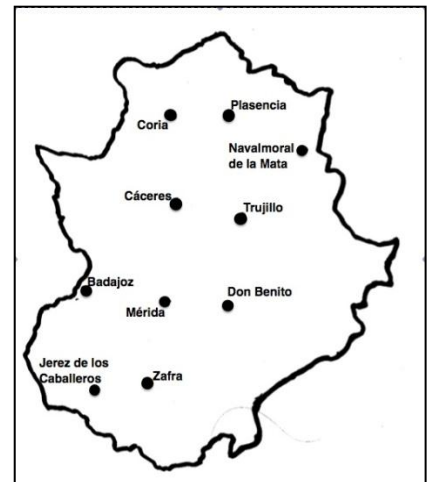 Plasencia
Coria
Navalmoral
de la Mata
Cáceres
Trujillo
Badajoz
Mérida
Don Benito
Jerez de los
Caballeros
Zafra